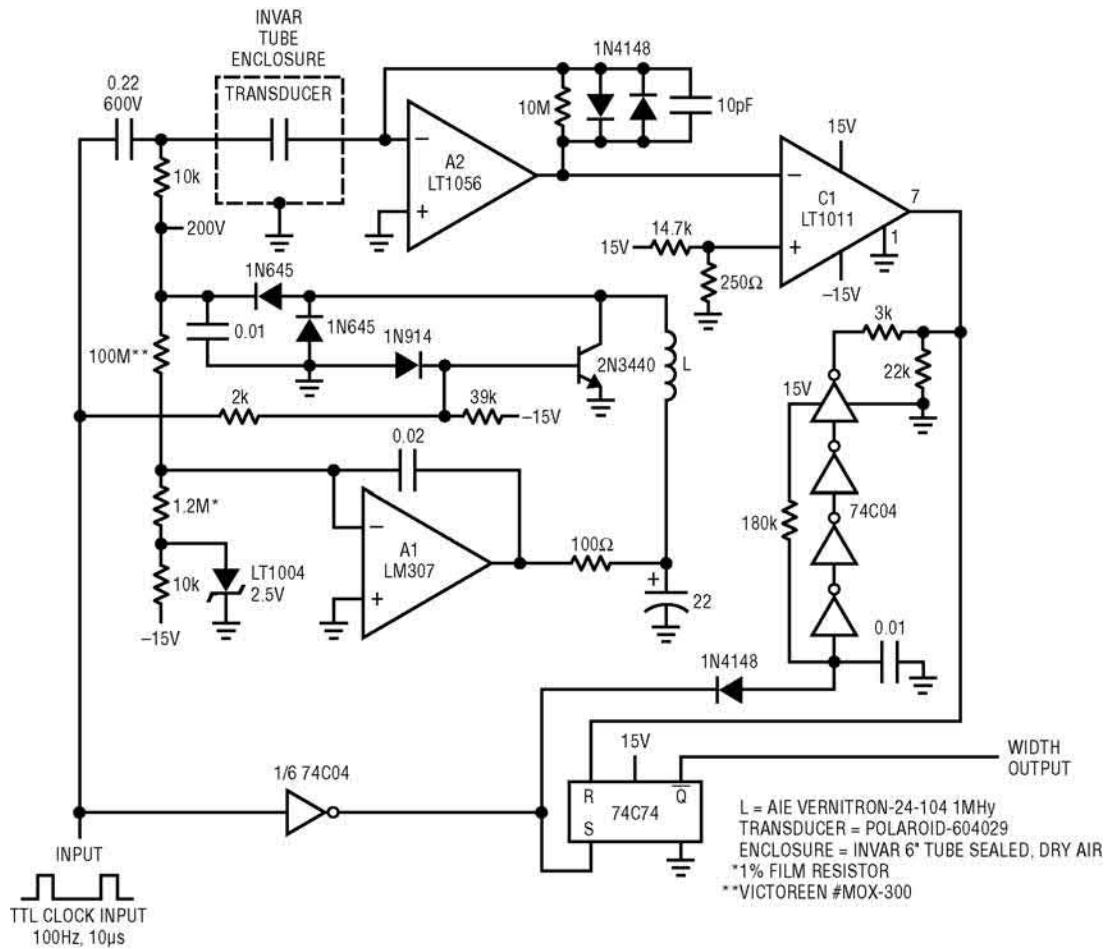 INVAR
TUBE
ENCLOSURE
TRANSDUCER
0.22
600V
10k
200V
1N4148
10M
10pF
A2
LT1056
–
+
15V
C1
LT1011
–
+
7
1
–15V
15V
14.7k
250Ω
1N645
0.01
1N645
1N914
2N3440
L
100M**
2k
39k
–15V
3k
22k
15V
180k
74C04
0.01
0.02
1.2M*
10k
–15V
LT1004
2.5V
A1
LM307
–
+
100Ω
+
22
1N4148
1/6 74C04
15V
R
S
74C74
Q
WIDTH
OUTPUT
INPUT
TTL CLOCK INPUT
100Hz, 10µs
L = AIE VERNITRON-24-104 1MHy
TRANSDUCER = POLAROID-604029
ENCLOSURE = INVAR 6" TUBE SEALED, DRY AIR
*1% FILM RESISTOR
**VICTOREEN #MOX-300